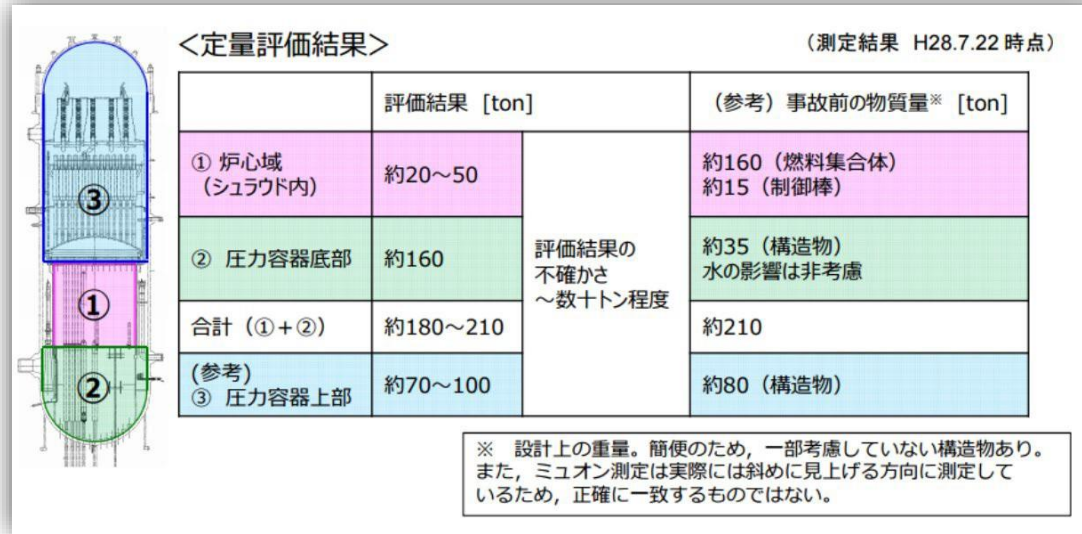 <定量評価結果>
（測定結果 H28.7.22 時点）
評価結果 [ton]
（参考）事故前の物質量※ [ton]
① 炉心域
（シュラウド内）
約20～50
約160（燃料集合体）
約15（制御棒）
② 圧力容器底部
約160
評価結果の
不確かさ
～数十トン程度
約35（構造物）
水の影響は非考慮
合計（①＋②）
約180～210
約210
(参考)
③ 圧力容器上部
約70～100
約80（構造物）
③
①
②
※ 設計上の重量。簡便のため，一部考慮していない構造物あり。
また，ミュオン測定は実際には斜めに見上げる方向に測定して
いるため，正確に一致するものではない。